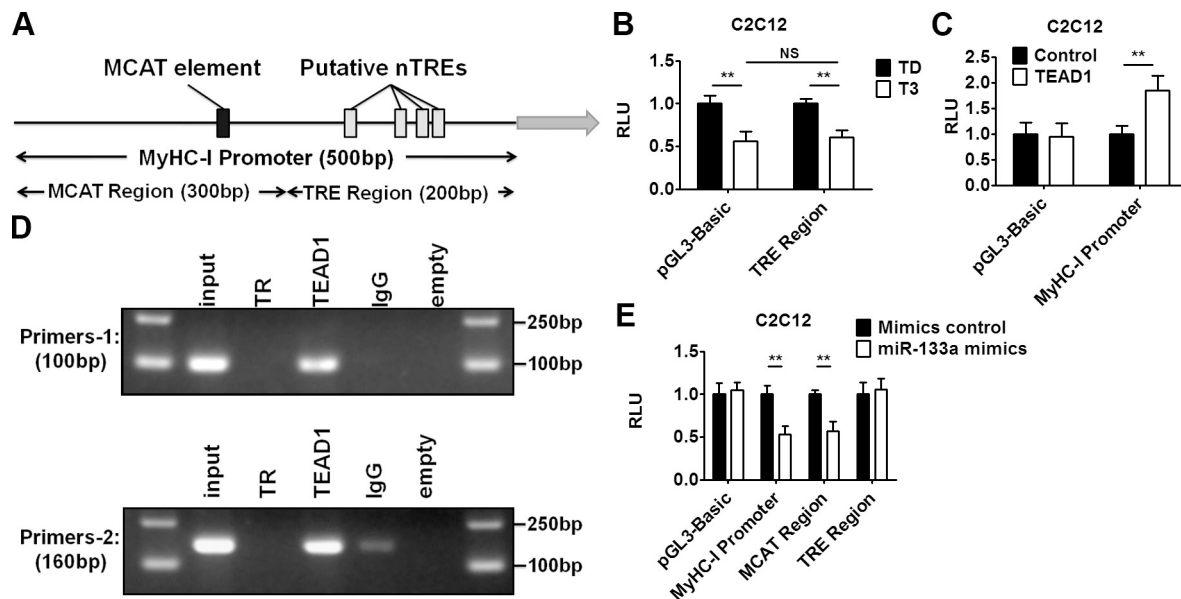 A
MCAT element
Putative nTREs
MyHC-I Promoter (500bp)
MCAT Region (300bp)
TRE Region (200bp)
B
C2C12
NS
**
**
TD
T3
RLU
1.5
1.0
0.5
0.0
pGL3-Basic
TRE Region
C
C2C12
Control
TEAD1
**
RLU
2.5
2.0
1.5
1.0
0.5
0.0
pGL3-Basic
MyHC-I Promoter
D
input
TR
TEAD1
IgG
empty
Primers-1:
(100bp)
250bp
100bp
input
TR
TEAD1
IgG
empty
Primers-2:
(160bp)
250bp
100bp
E
C2C12
Mimics control
miR-133a mimics
**
**
RLU
1.5
1.0
0.5
0.0
pGL3-Basic
MyHC-I Promoter
MCAT Region
TRE Region